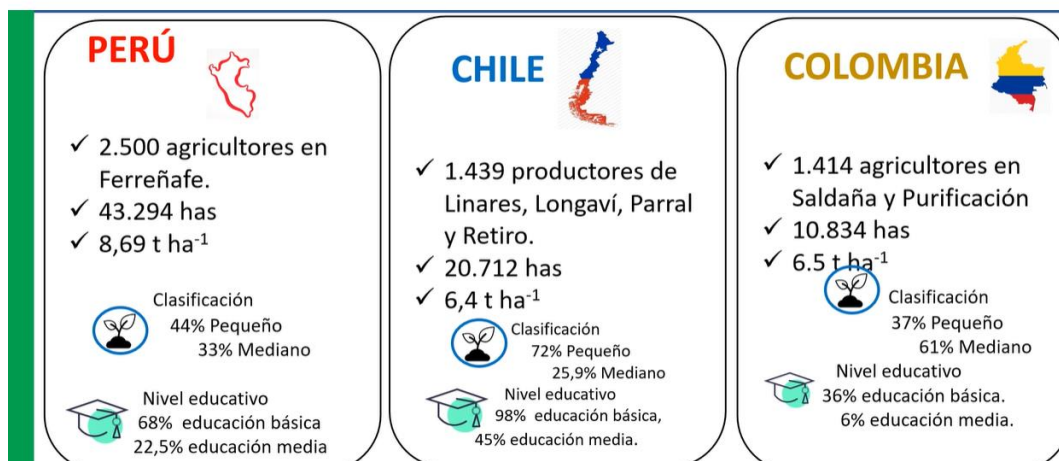 PERÚ
✓ 2.500 agricultores en
Ferreñafe.
✓ 43.294 has
✓ 8,69 t ha⁻¹
Clasificación
44% Pequeño
33% Mediano
Nivel educativo
68% educación básica
22,5% educación media
CHILE
✓ 1.439 productores de
Linares, Longaví, Parral
y Retiro.
✓ 20.712 has
✓ 6,4 t ha⁻¹
Clasificación
72% Pequeño
25,9% Mediano
Nivel educativo
98% educación básica,
45% educación media.
COLOMBIA
✓ 1.414 agricultores en
Saldaña y Purificación
✓ 10.834 has
✓ 6.5 t ha⁻¹
Clasificación
37% Pequeño
61% Mediano
Nivel educativo
36% educación básica.
6% educación media.